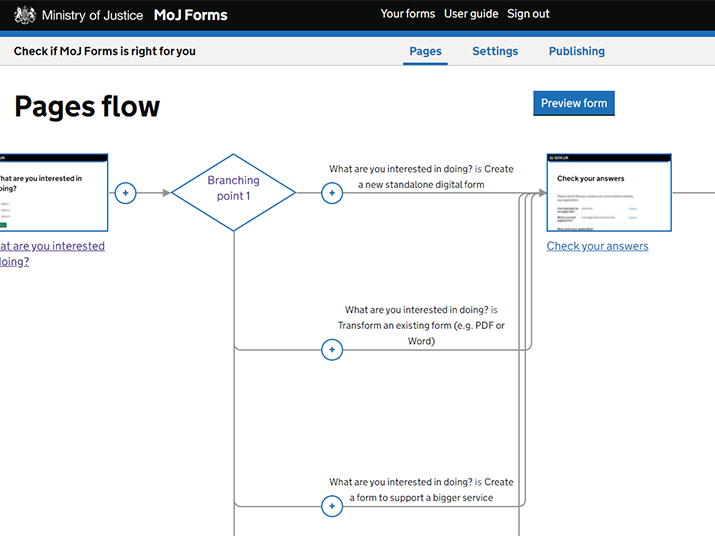 Ministry of Justice MoJ Forms
Your forms User guide Sign out
Check if MoJ Forms is right for you
Pages Settings Publishing
Pages flow
Preview form
hat are you interested in
oing?
at are you interested
doing?
Branching
point 1
What are you interested in doing? is Create
a new standalone digital form
GOV.UK
Check your answers
Check your answers
What are you interested in doing? is
Transform an existing form (e.g. PDF or
Word)
What are you interested in doing? is Create
a form to support a bigger service